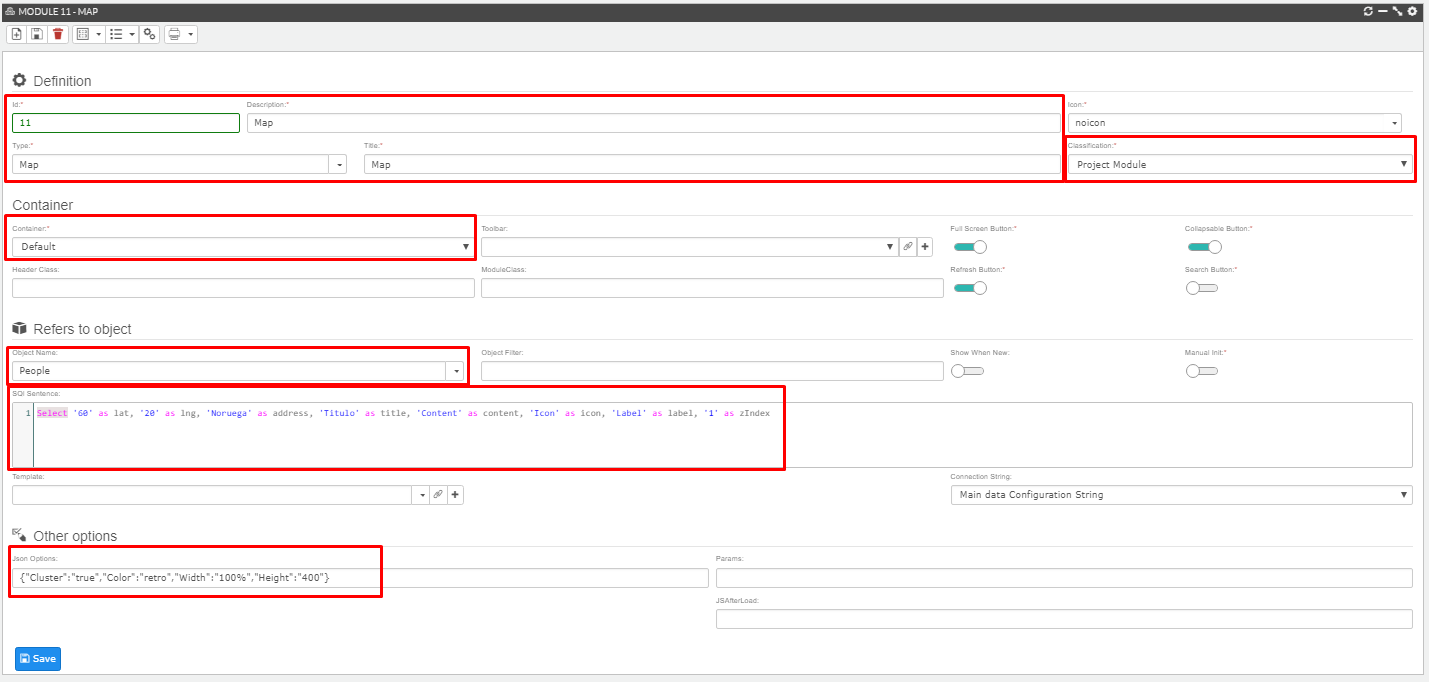 MODULE 11 - MAP
Definition
Id:* Description:* Icon:*
11 Map noicon
Type:* Title:* Classification:*
Map Map Project Module
Container
Container:* Toolbar: Full Screen Button:* Collapsable Button:*
Default
Header Class: ModuleClass: Refresh Button:* Search Button:*
Refers to object
Object Name: Object Filter: Show When New: Manual Init:*
People
SQl Sentence:
1 Select '60' as lat, '20' as lng, 'Noruega' as address, 'Titulo' as title, 'Content' as content, 'Icon' as icon, 'Label' as label, '1' as zIndex
Template: Connection String:
Main data Configuration String
Other options
Json Options: Params:
{"Cluster":"true","Color":"retro","Width":"100%","Height":"400"}
JSAfterLoad:
Save